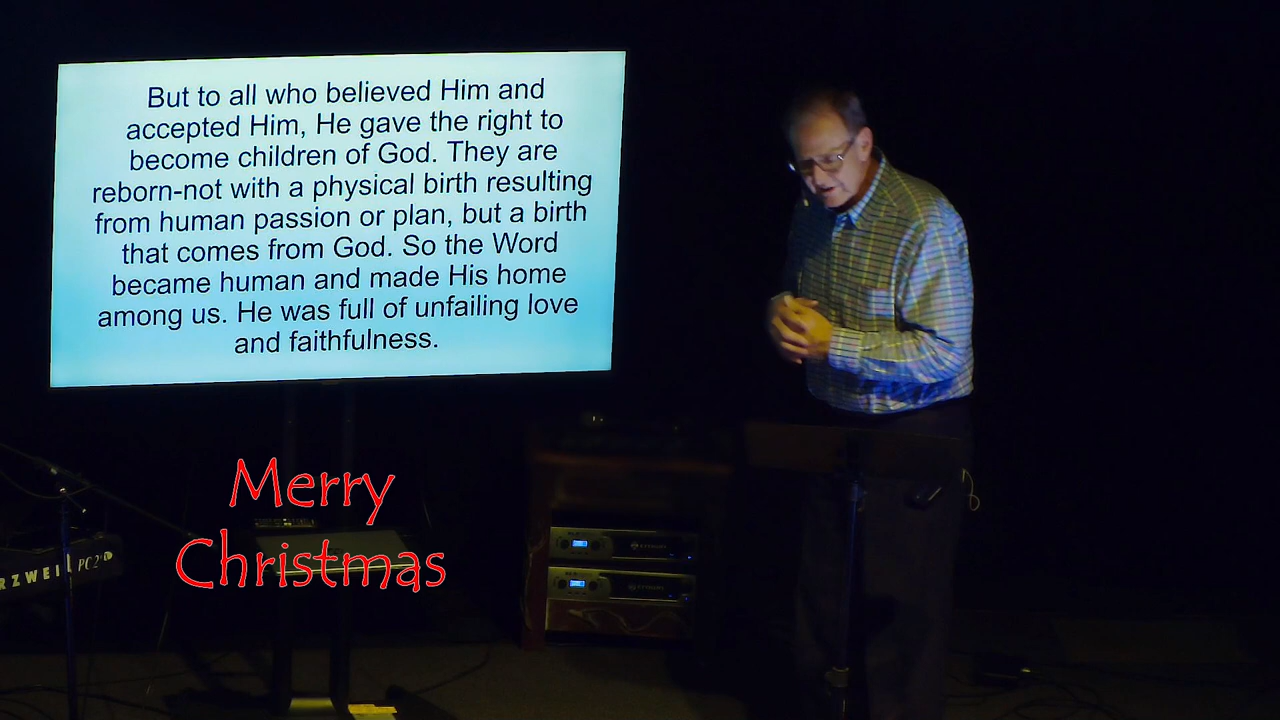 But to all who believed Him and
accepted Him, He gave the right to
become children of God. They are
reborn-not with a physical birth resulting
from human passion or plan, but a birth
that comes from God. So the Word
became human and made His home
among us. He was full of unfailing love
and faithfulness.
Merry
Christmas
RZWEIL PC2